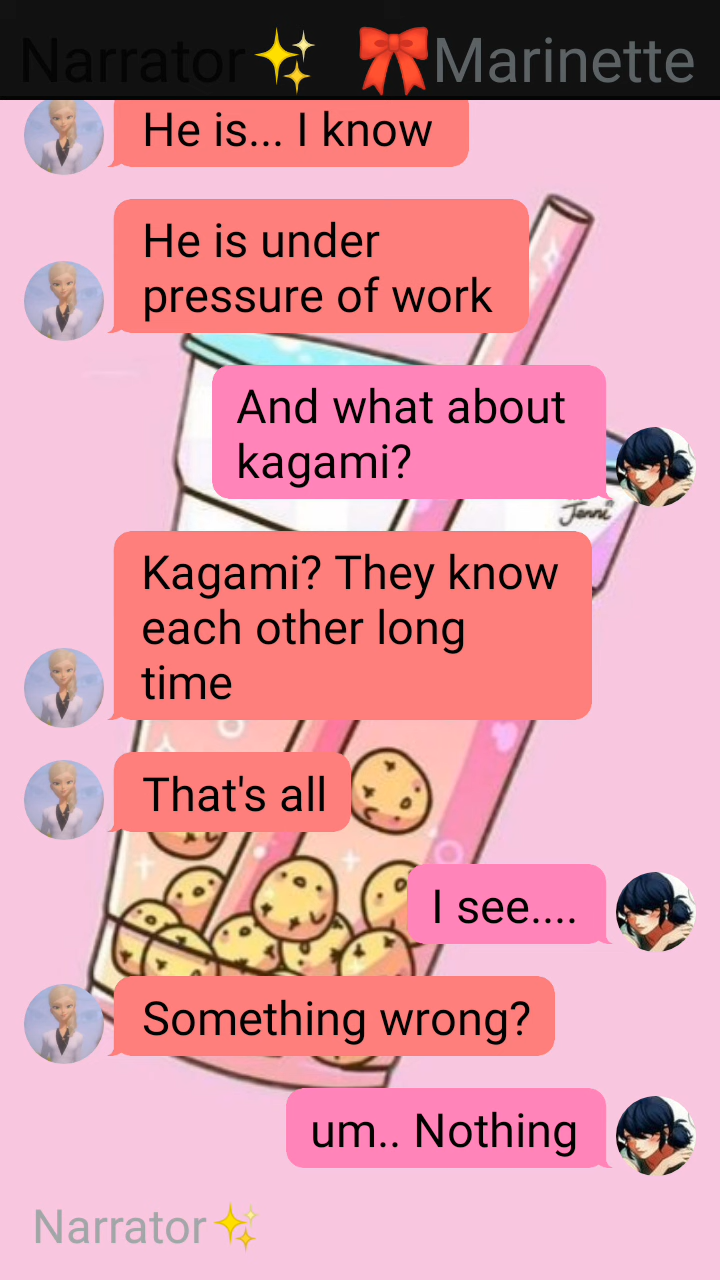 Narrator✨ 🎀Marinette
He is... I know
He is under
pressure of work
And what about
kagami?
Jenni
Kagami? They know
each other long
time
That's all
I see....
Something wrong?
um.. Nothing
Narrator✨